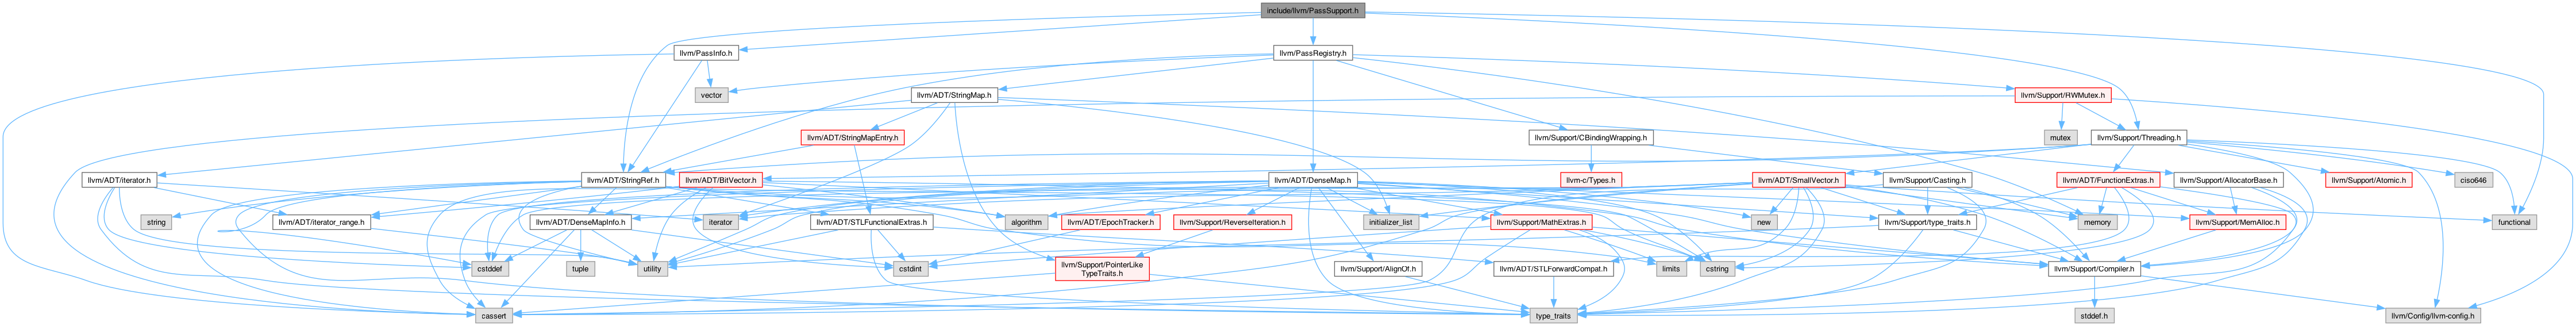 include/llvm/PassSupport.h
llvm/PassInfo.h
llvm/PassRegistry.h
vector
llvm/ADT/StringMap.h
llvm/Support/RWMutex.h
llvm/ADT/StringMapEntry.h
llvm/Support/CBindingWrapping.h
mutex
llvm/Support/Threading.h
llvm/ADT/iterator.h
llvm/ADT/StringRef.h
llvm/ADT/BitVector.h
llvm/ADT/DenseMap.h
llvm-c/Types.h
llvm/ADT/SmallVector.h
llvm/Support/Casting.h
llvm/ADT/FunctionExtras.h
llvm/Support/AllocatorBase.h
llvm/Support/Atomic.h
ciso646
string
llvm/ADT/iterator_range.h
llvm/ADT/DenseMapInfo.h
iterator
llvm/ADT/STLFunctionalExtras.h
algorithm
llvm/ADT/EpochTracker.h
llvm/Support/ReverseIteration.h
initializer_list
llvm/Support/MathExtras.h
new
llvm/Support/type_traits.h
memory
llvm/Support/MemAlloc.h
functional
cstddef
tuple
utility
cstdint
llvm/Support/PointerLike
TypeTraits.h
llvm/Support/AlignOf.h
llvm/ADT/STLForwardCompat.h
limits
cstring
llvm/Support/Compiler.h
cassert
type_traits
stddef.h
llvm/Config/llvm-config.h